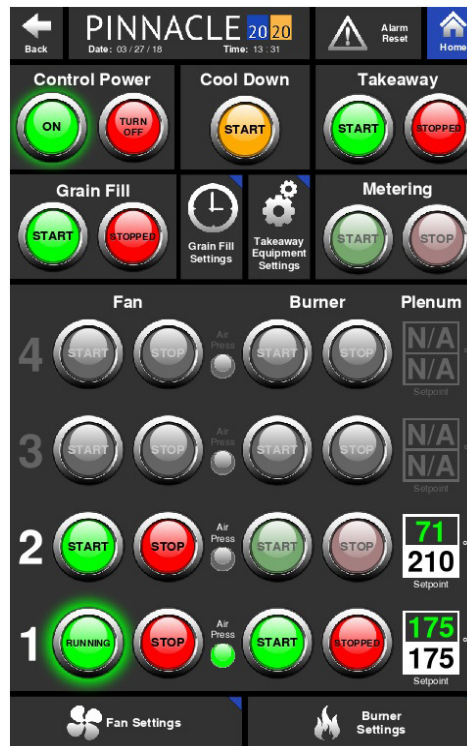 Back
PINNACLE 20 20
Date: 03 / 27 / 18 Time: 13 : 31
Alarm
Reset
Home
Control Power
ON
TURN
OFF
Cool Down
START
Takeaway
START
STOPPED
Grain Fill
START
STOPPED
Grain Fill
Settings
Takeaway
Equipment
Settings
Metering
START
STOP
Fan
Burner
Plenum
4
START
STOP
Air
Press
START
STOP
N/A
N/A
Setpoint
3
START
STOP
Air
Press
START
STOP
N/A
N/A
Setpoint
2
START
STOP
Air
Press
START
STOP
71
210
Setpoint
1
RUNNING
STOP
Air
Press
START
STOPPED
175
175
Setpoint
Fan Settings
Burner
Settings